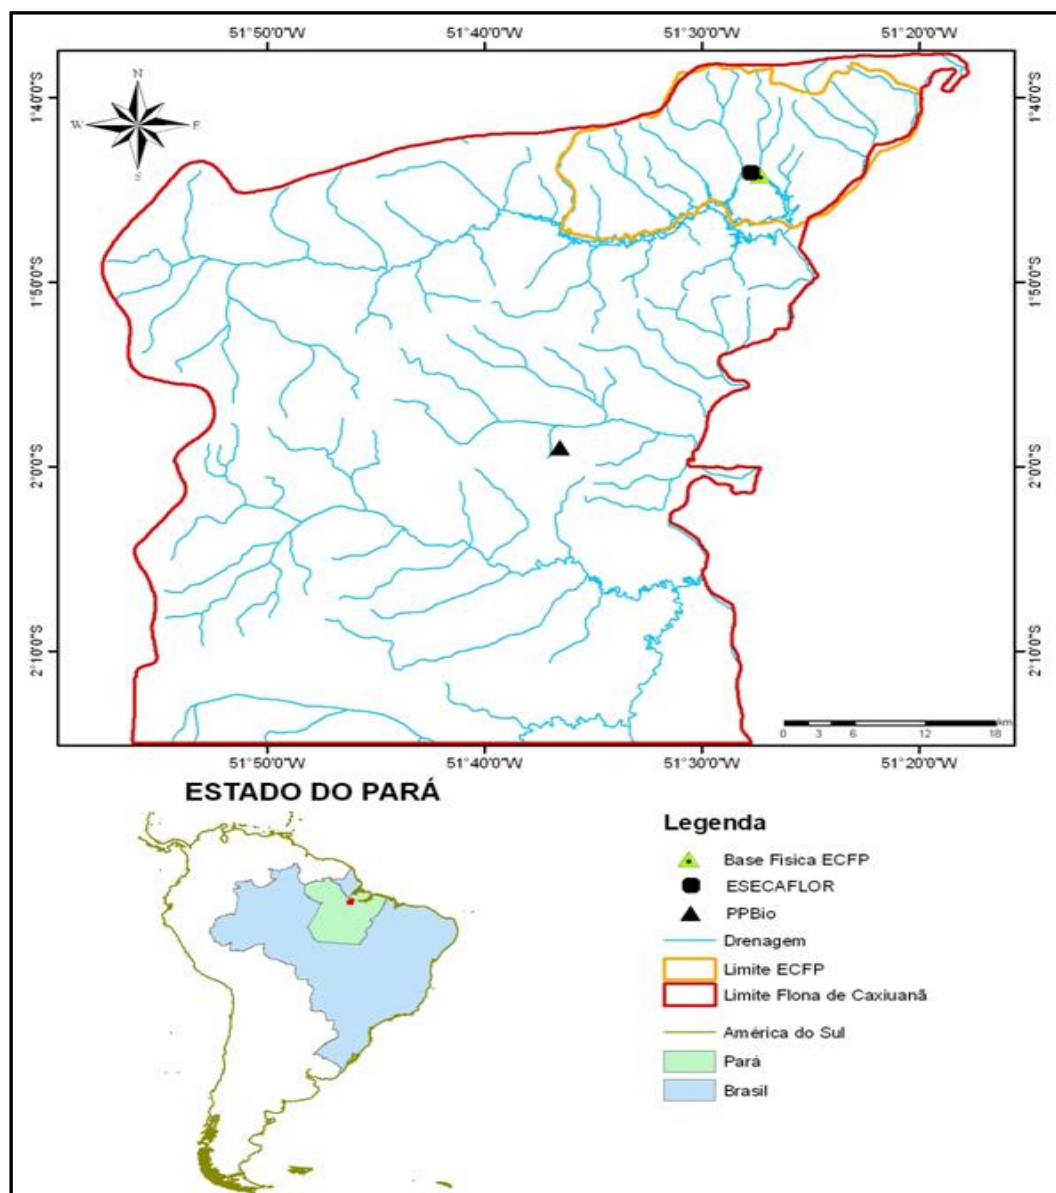 51°50'0"W 51°40'0"W 51°30'0"W 51°20'0"W
N
W E
S
1°40'0"S 1°40'0"S
1°50'0"S 1°50'0"S
2°0'0"S 2°0'0"S
2°10'0"S 2°10'0"S
km
0 3 6 12 18
51°50'0"W 51°40'0"W 51°30'0"W 51°20'0"W
ESTADO DO PARÁ
Legenda
Base Fisica ECFP
ESECAFLOR
PPBio
Drenagem
Limite ECFP
Limite Flona de Caxiuanã
América do Sul
Pará
Brasil